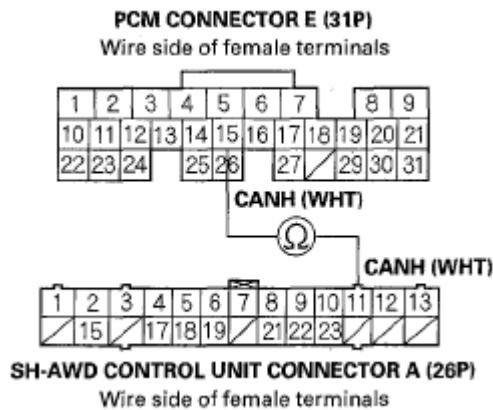 PCM CONNECTOR E (31P)
Wire side of female terminals
1 2 3 4 5 6 7 8 9
10 11 12 13 14 15 16 17 18 19 20 21
22 23 24 25 26 27 29 30 31
CANH (WHT)
Ω
CANH (WHT)
1 2 3 4 5 6 7 8 9 10 11 12 13
15 17 18 19 21 22 23
SH-AWD CONTROL UNIT CONNECTOR A (26P)
Wire side of female terminals